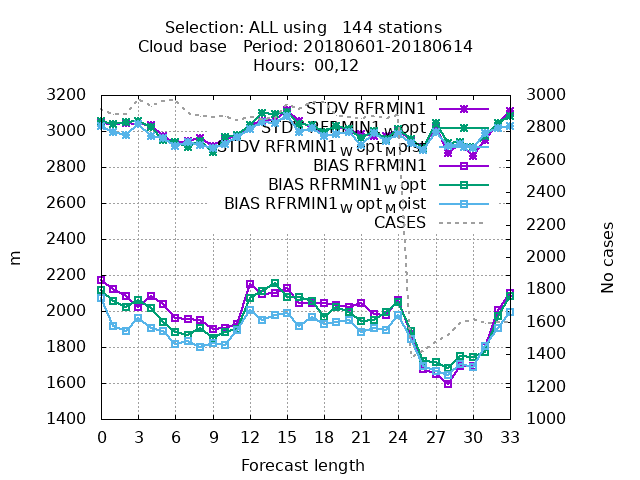 Selection: ALL using   144 stations
Cloud base   Period: 20180601-20180614
Hours:  00,12
3200
3000
2800
2600
2400
2200
2000
1800
1600
1400
m
3000
2800
2600
2400
2200
2000
1800
1600
1400
1200
1000
No cases
STDV RFRMIN1
STDV RFRMIN1_W opt
STDV RFRMIN1_W opt_M oist
BIAS RFRMIN1
BIAS RFRMIN1_W opt
BIAS RFRMIN1_W opt_M oist
CASES
0 3 6 9 12 15 18 21 24 27 30 33
Forecast length